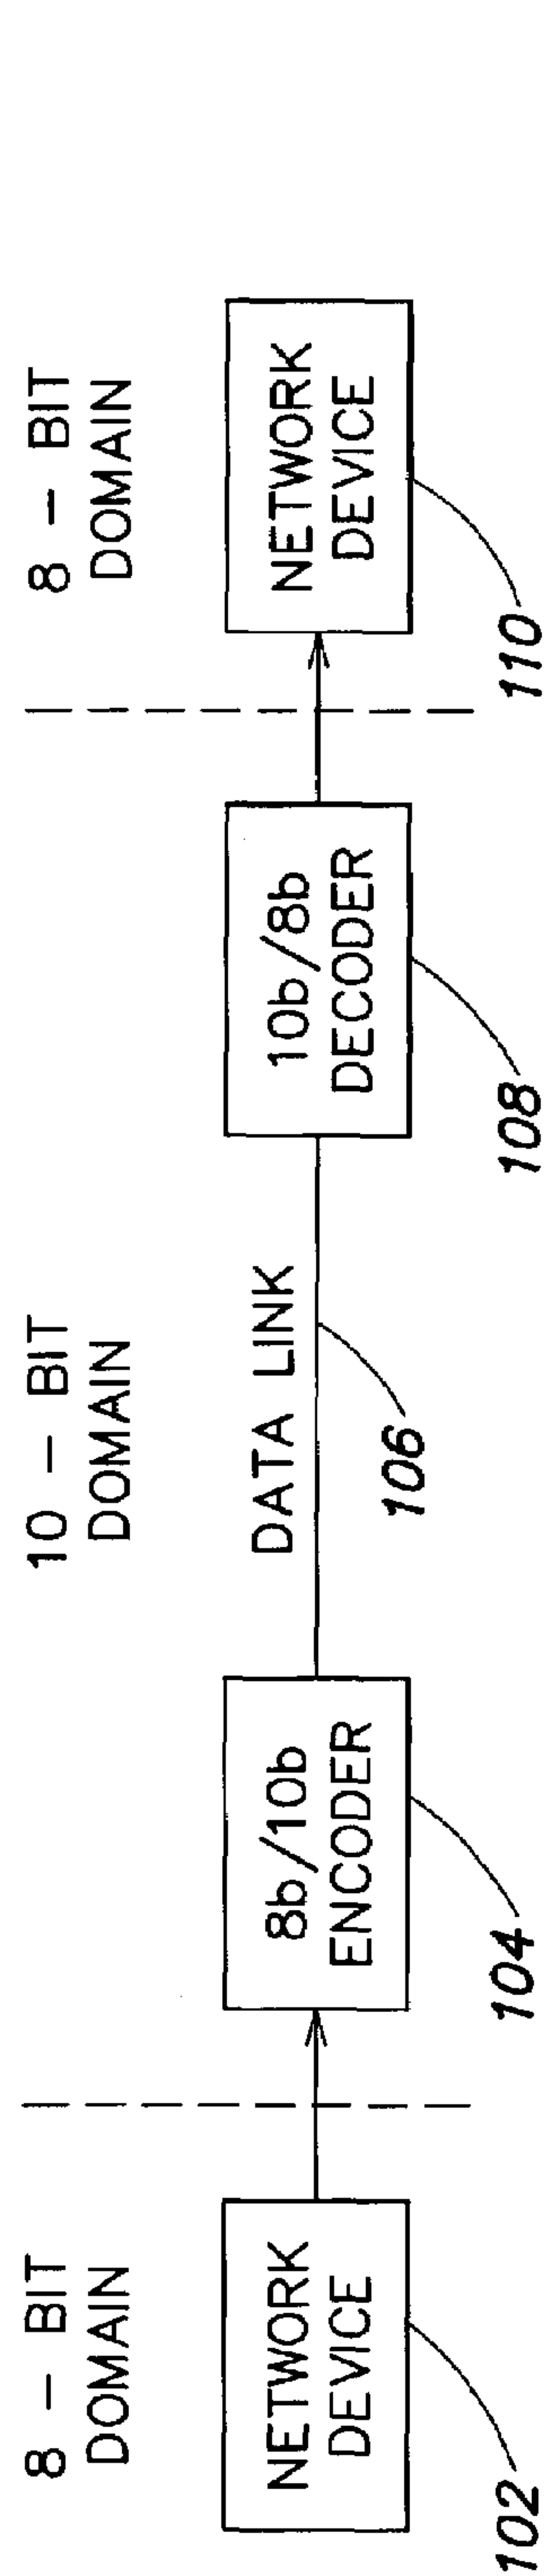 8 – BIT
DOMAIN
10 – BIT
DOMAIN
8 – BIT
DOMAIN
NETWORK
DEVICE
8b/10b
ENCODER
DATA LINK
10b/8b
DECODER
NETWORK
DEVICE
102
104
106
108
110